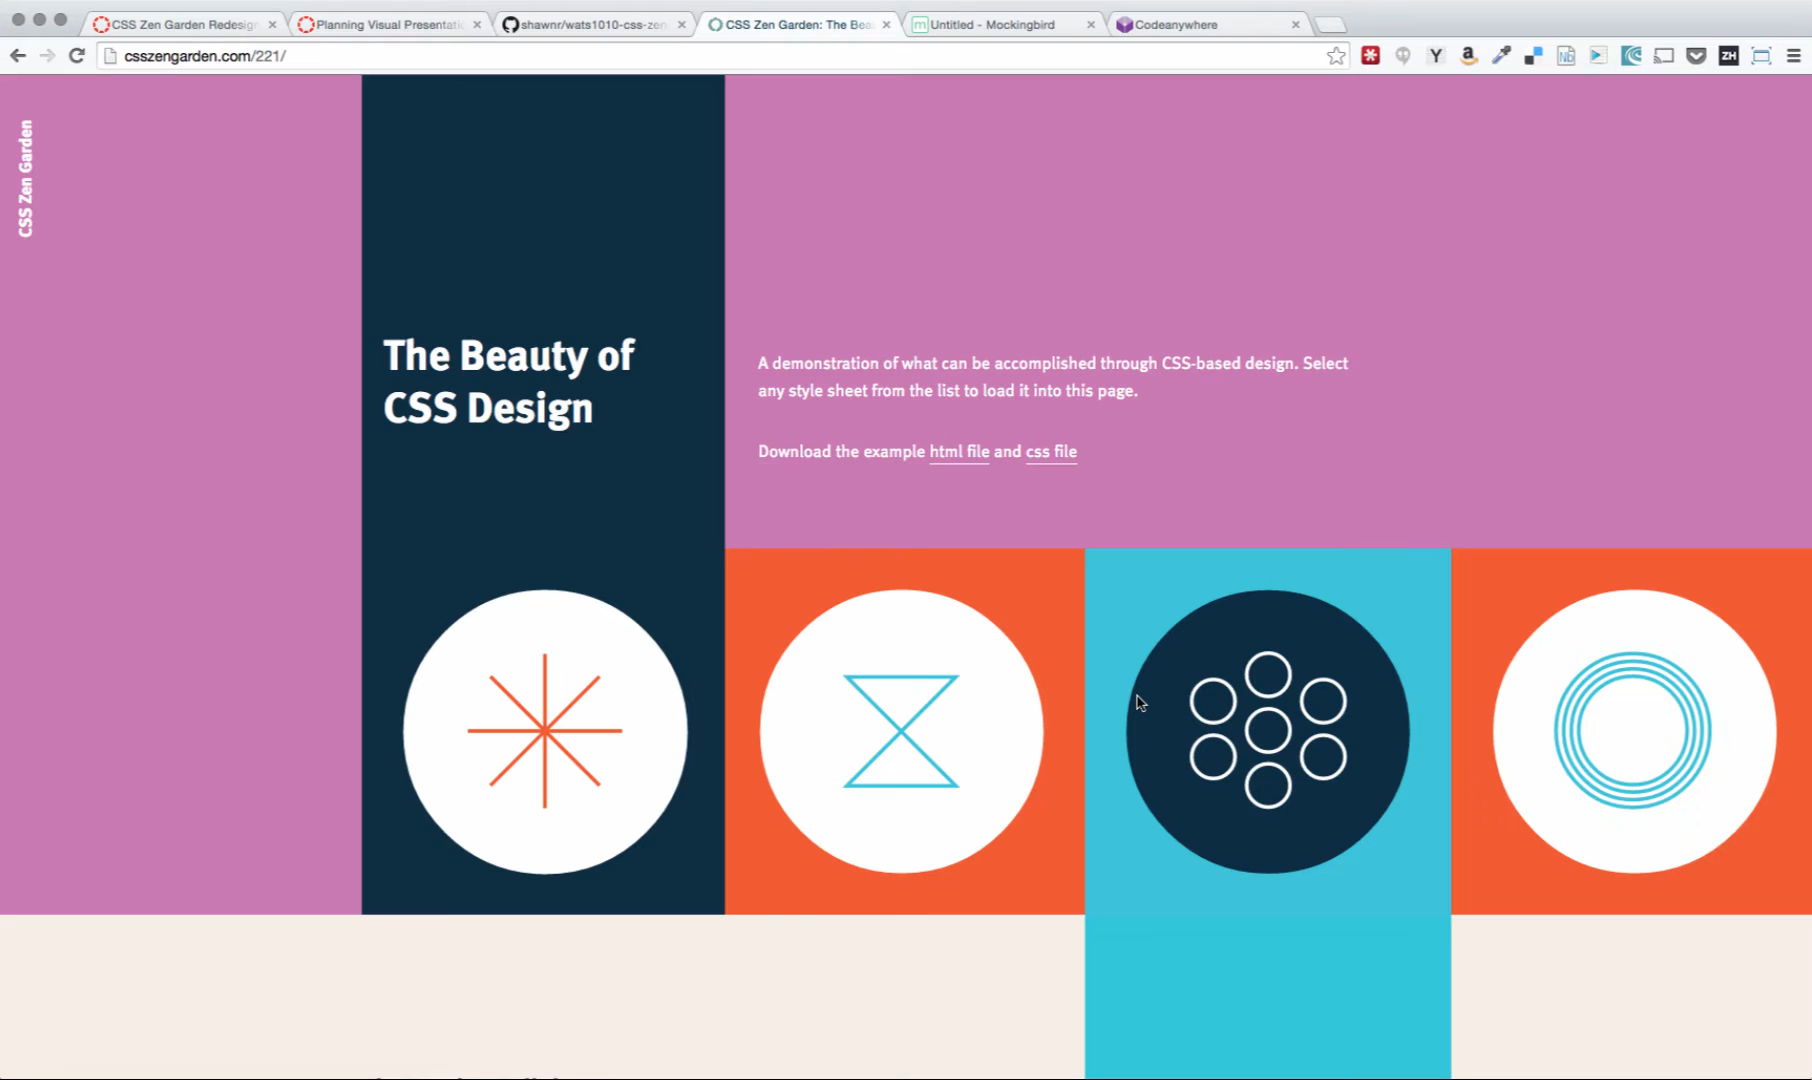 CSS Zen Garden Redesign
Planning Visual Presentati
shawnr/wats1010-css-zen
CSS Zen Garden: The Bea
Untitled - Mockingbird
Codeanywhere
csszengarden.com/221/
CSS Zen Garden
The Beauty of
CSS Design
A demonstration of what can be accomplished through CSS-based design. Select
any style sheet from the list to load it into this page.
Download the example html file and css file